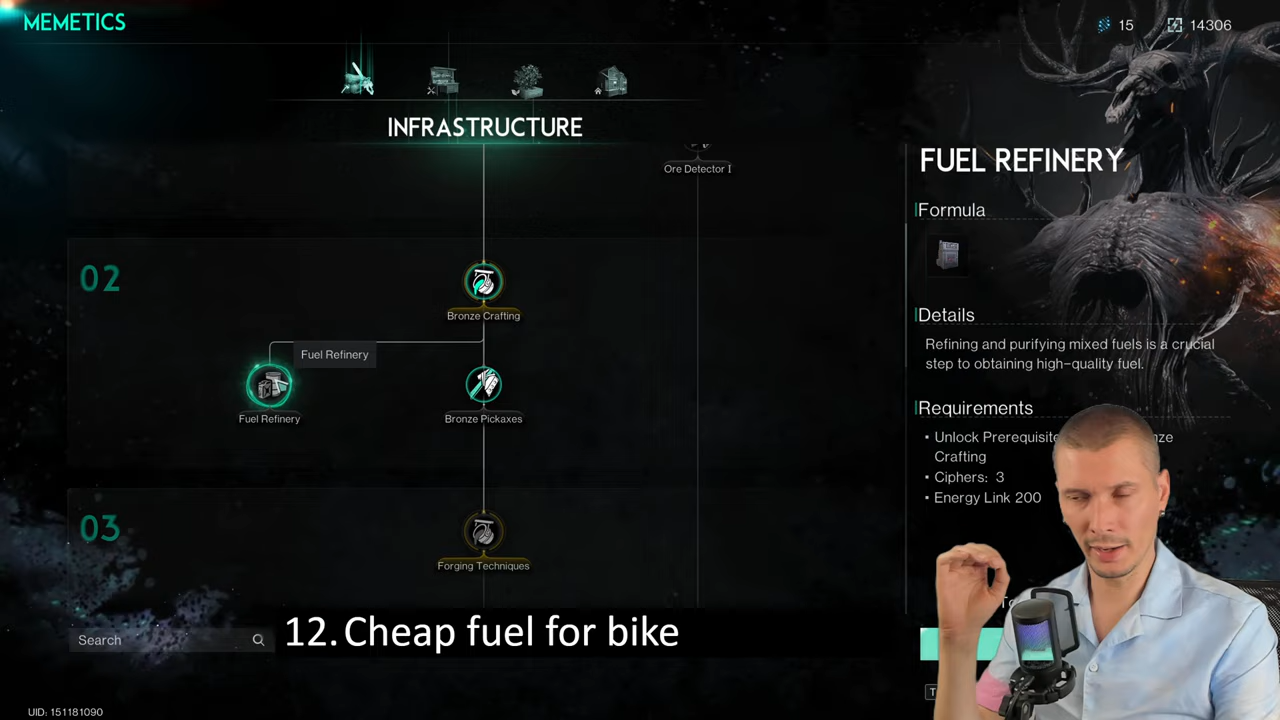 MEMETICS
15
14306
INFRASTRUCTURE
Ore Detector I
FUEL REFINERY
Formula
02
Bronze Crafting
Details
Refining and purifying mixed fuels is a crucial
step to obtaining high-quality fuel.
Fuel Refinery
Fuel Refinery
Bronze Pickaxes
Requirements
• Unlock Prerequisite
Crafting
• Ciphers: 3
• Energy Link 200
03
Forging Techniques
Search
12. Cheap fuel for bike
UID: 151181090